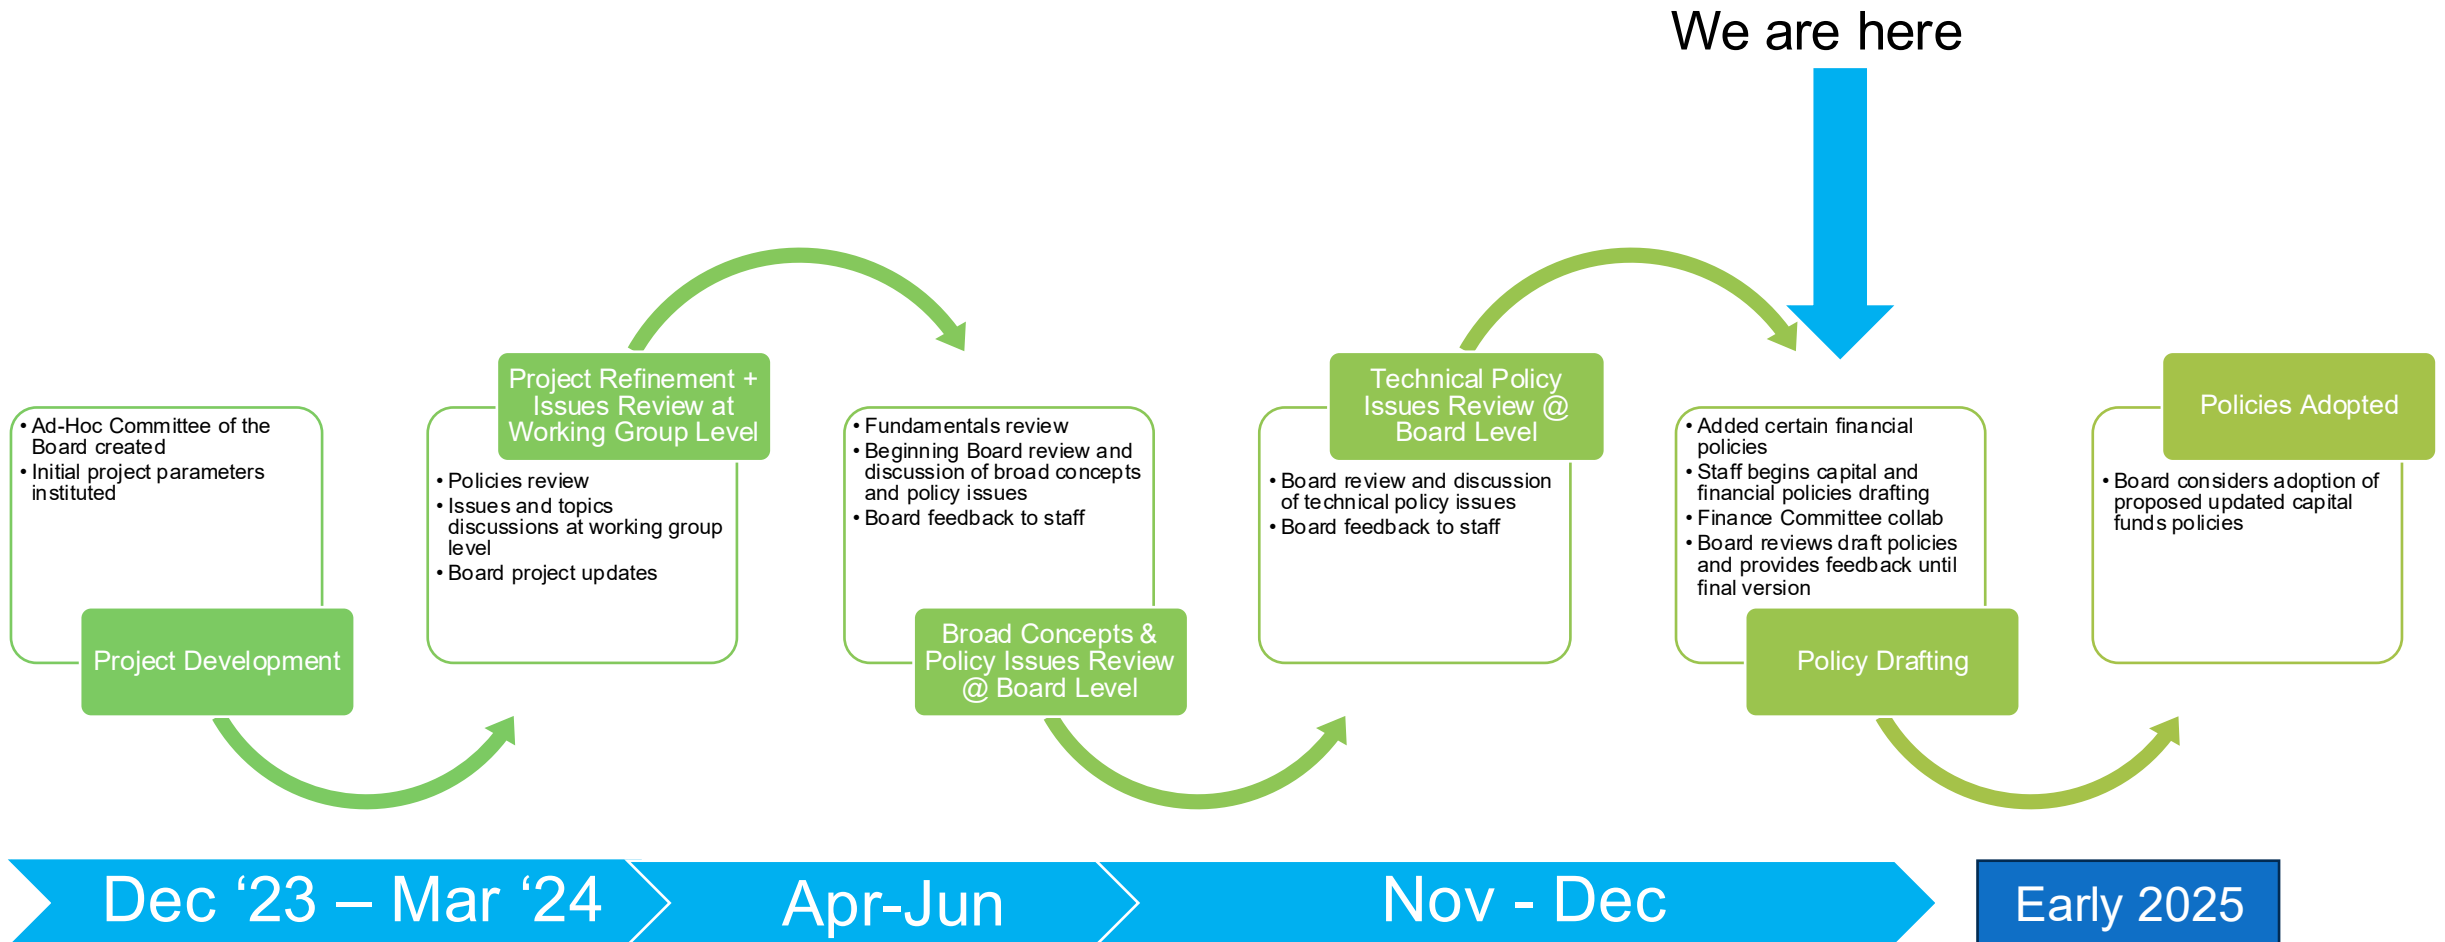 We are here
• Ad-Hoc Committee of the
Board created
• Initial project parameters
instituted
Project Development
Project Refinement +
Issues Review at
Working Group Level
• Policies review
• Issues and topics
discussions at working group
level
• Board project updates
• Fundamentals review
• Beginning Board review and
discussion of broad concepts
and policy issues
• Board feedback to staff
Broad Concepts &
Policy Issues Review
@ Board Level
Technical Policy
Issues Review @
Board Level
• Board review and discussion
of technical policy issues
• Board feedback to staff
• Added certain financial
policies
• Staff begins capital and
financial policies drafting
• Finance Committee collab
• Board reviews draft policies
and provides feedback until
final version
Policy Drafting
Policies Adopted
• Board considers adoption of
proposed updated capital
funds policies
Dec ‘23 – Mar ‘24
Apr-Jun
Nov - Dec
Early 2025